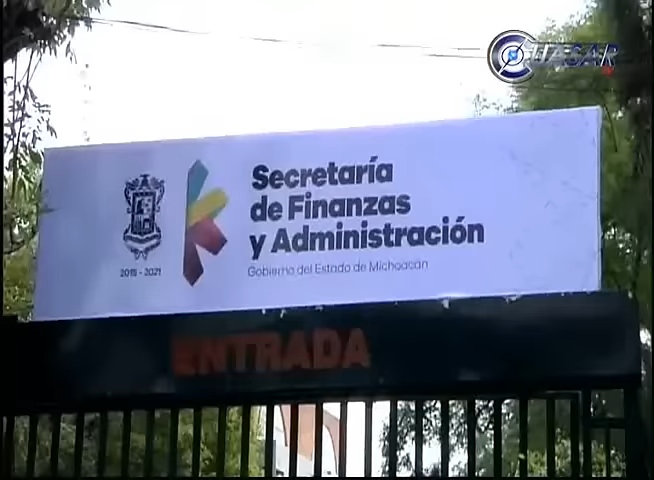 QUASAR
Secretaría
de Finanzas
y Administración
Gobierno del Estado de Michoacán
2015 - 2021
ENTRADA